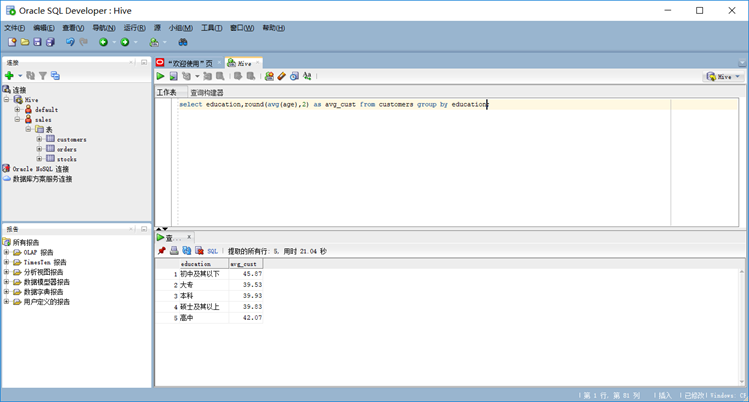 Oracle SQL Developer : Hive
文件(F) 编辑(E) 查看(V) 导航(N) 运行(R) 源 小组(M) 工具(T) 窗口(W) 帮助(H)
连接
"欢迎使用"页 Hive
Hive
连接
Hive
default
sales
表
customers
orders
stocks
Oracle NoSQL 连接
数据库方案服务连接
工作表 查询构建器
select education,round(avg(age),2) as avg_cust from customers group by education;
报告
所有报告
OLAP 报告
TimesTen 报告
分析视图报告
数据模型器报告
数据字典报告
用户定义的报告
查...
SQL 提取的所有行: 5, 用时 21.04 秒
education avg_cust
1 初中及其以下 45.87
2 大专 39.53
3 本科 39.93
4 硕士及其以上 39.83
5 高中 42.07
第 1 行, 第 81 列 插入 已修改 Windows: C